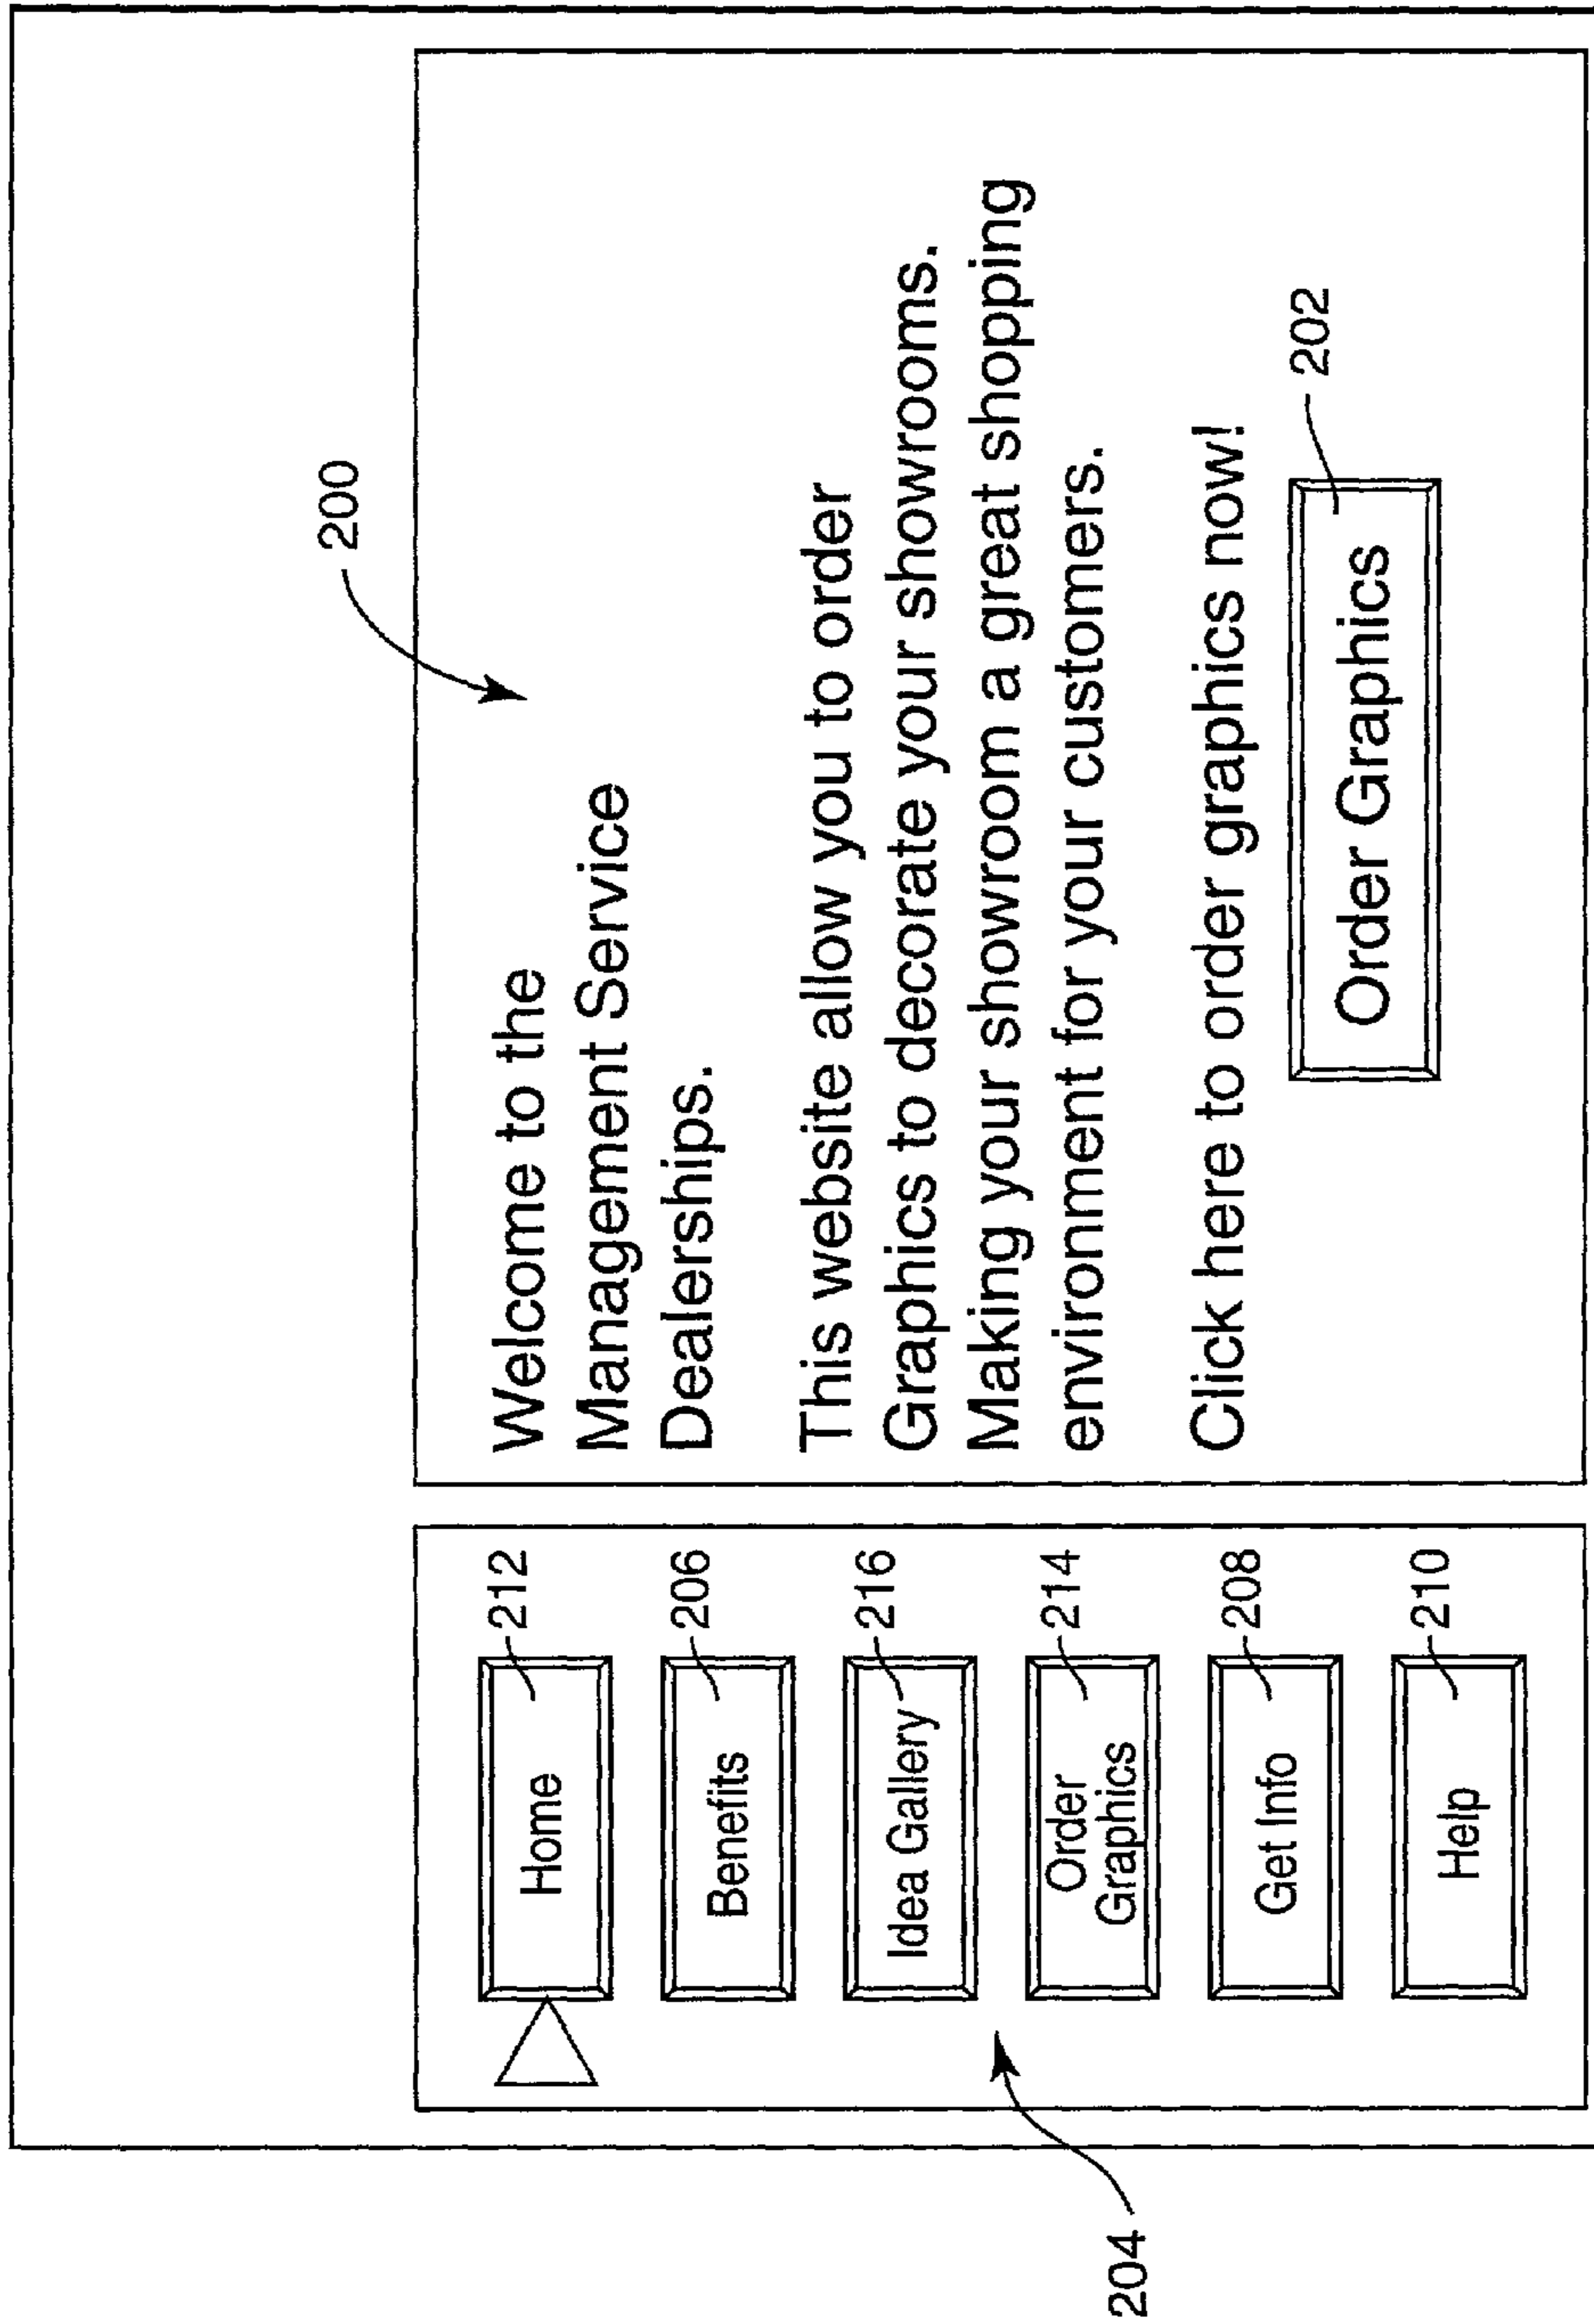 200
Welcome to the
Management Service
Dealerships.
This website allow you to order
Graphics to decorate your showrooms.
Making your showroom a great shopping
environment for your customers.
Click here to order graphics now!
Order Graphics
202
Home
212
Benefits
206
Idea Gallery
216
Order
Graphics
214
Get Info
208
Help
210
204